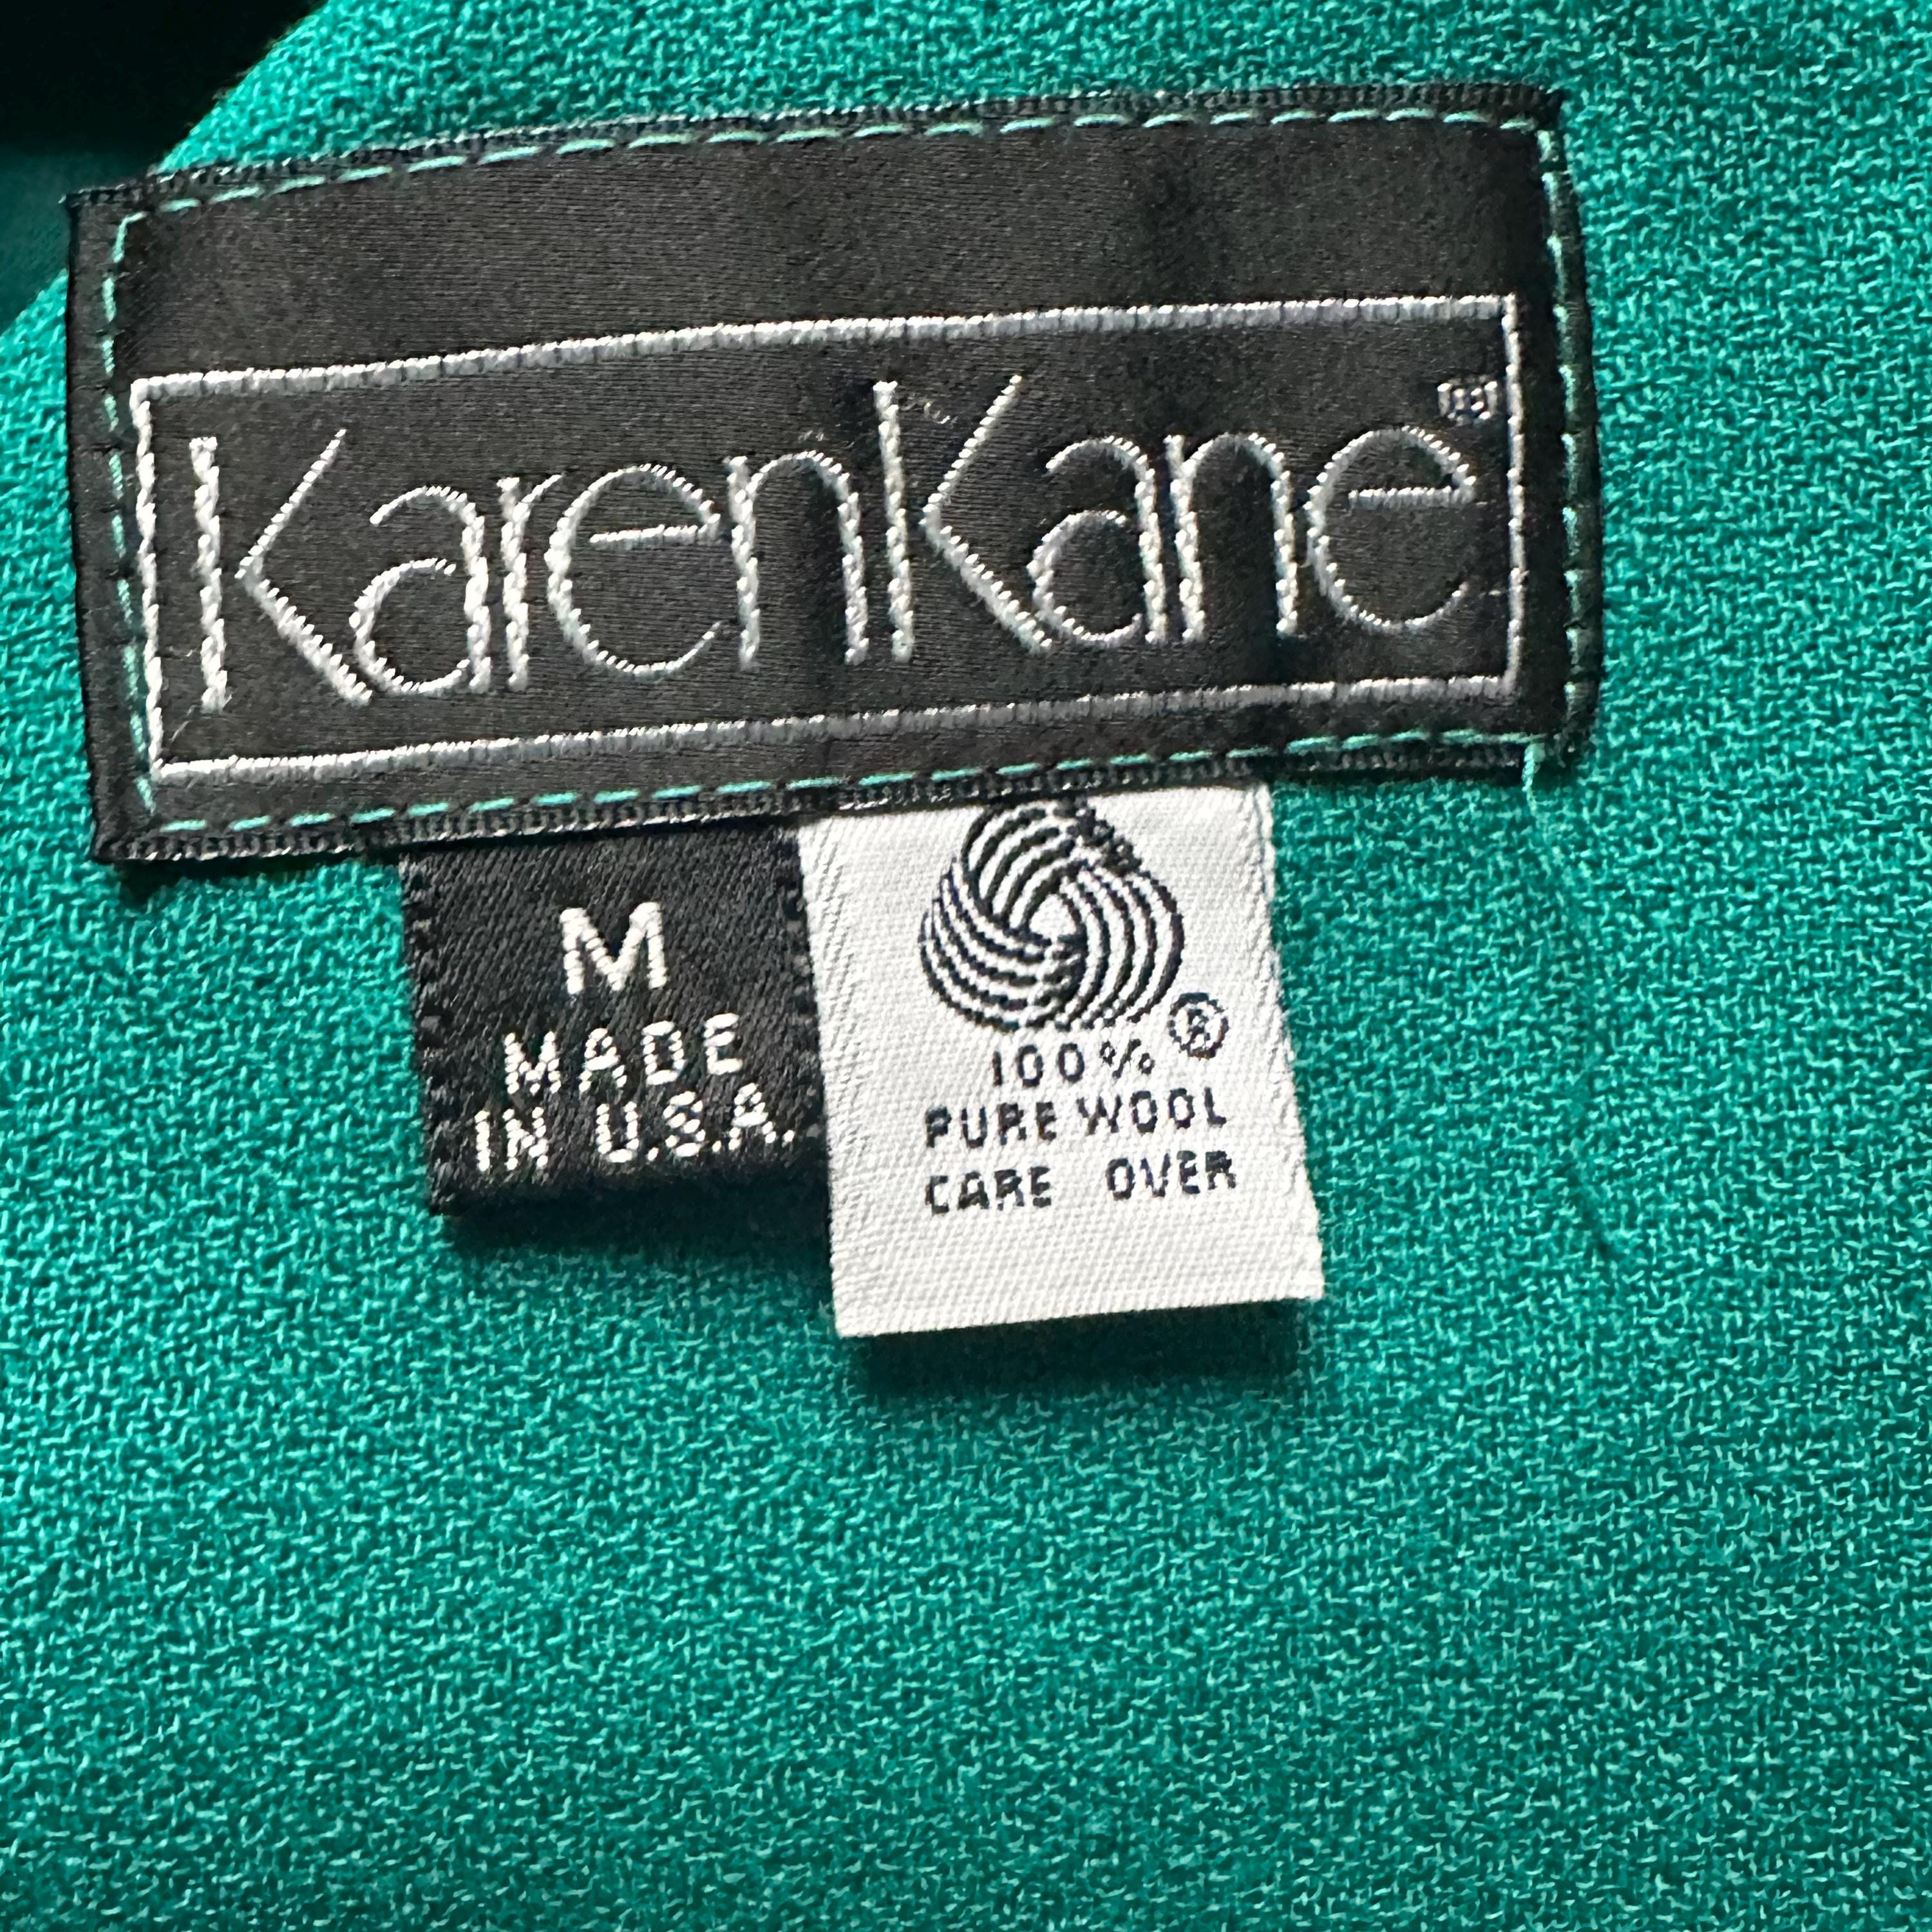 KarenKane
M
MADE
IN U.S.A.
®
100%
PURE WOOL
CARE OVER